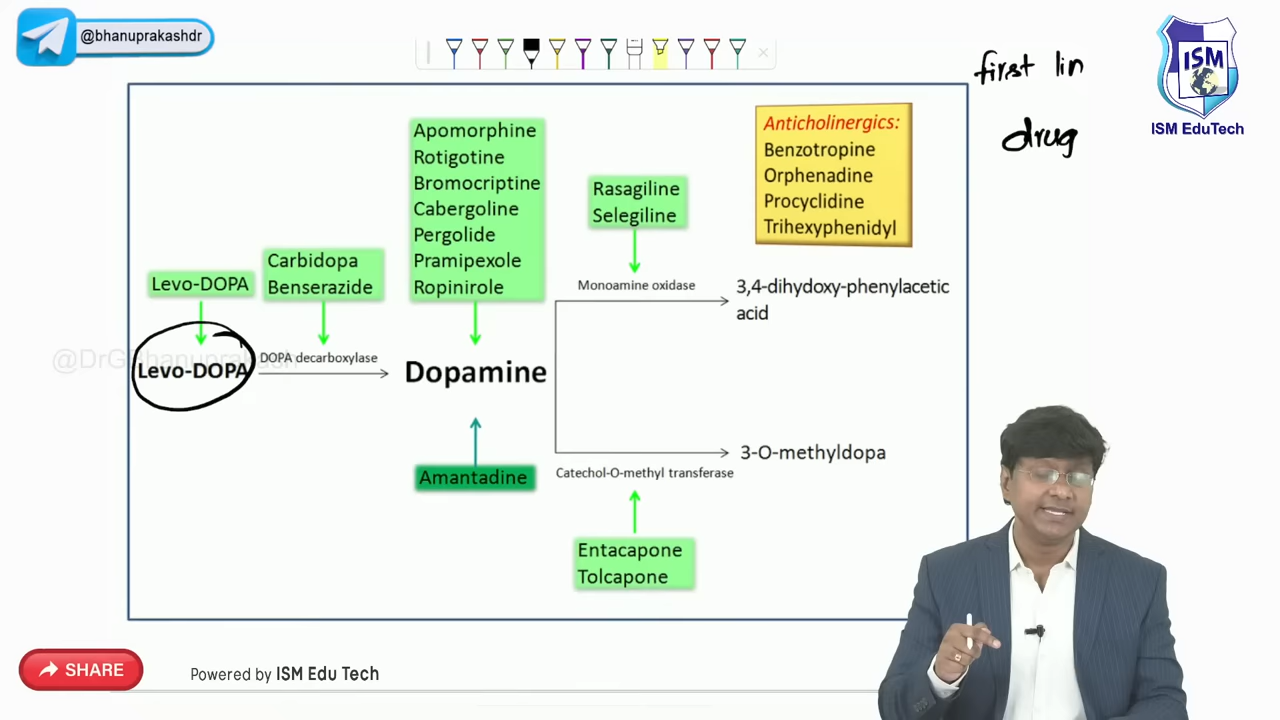 @bhanuprakashdr
first lin
drug
ISM
ISM EduTech
Anticholinergics:
Benzotropine
Orphenadine
Procyclidine
Trihexyphenidyl
Apomorphine
Rotigotine
Bromocriptine
Cabergoline
Pergolide
Pramipexole
Ropinirole
Rasagiline
Selegiline
Carbidopa
Benserazide
Levo-DOPA
Monoamine oxidase
3,4-dihydoxy-phenylacetic
acid
DOPA decarboxylase
Levo-DOPA
Dopamine
Amantadine
3-O-methyldopa
Catechol-O-methyl transferase
Entacapone
Tolcapone
SHARE
Powered by ISM Edu Tech